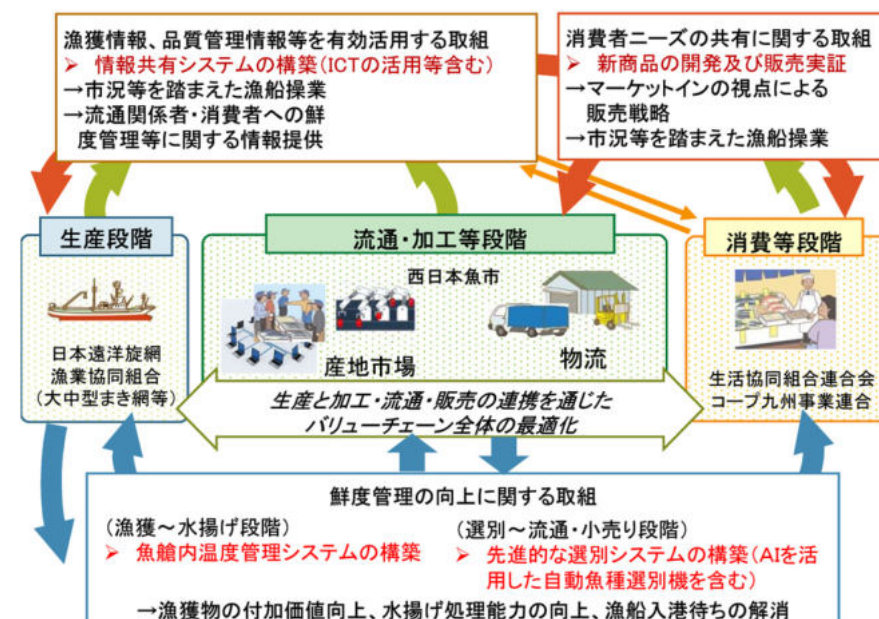 漁獲情報、品質管理情報等を有効活用する取組
➢ 情報共有システムの構築(ICTの活用等含む)
→市況等を踏まえた漁船操業
→流通関係者・消費者への鮮
度管理等に関する情報提供
消費者ニーズの共有に関する取組
➢ 新商品の開発及び販売実証
→マーケットインの視点による
販売戦略
→市況等を踏まえた漁船操業
生産段階
日本遠洋旋網
漁業協同組合
(大中型まき網等)
流通・加工等段階
西日本魚市
産地市場
物流
消費等段階
生活協同組合連合会
コープ九州事業連合
生産と加工・流通・販売の連携を通じた
バリューチェーン全体の最適化
鮮度管理の向上に関する取組
(漁獲～水揚げ段階)
➢ 魚艙内温度管理システムの構築
(選別～流通・小売り段階)
➢ 先進的な選別システムの構築(AIを活
用した自動魚種選別機を含む)
→漁獲物の付加価値向上、水揚げ処理能力の向上、漁船入港待ちの解消